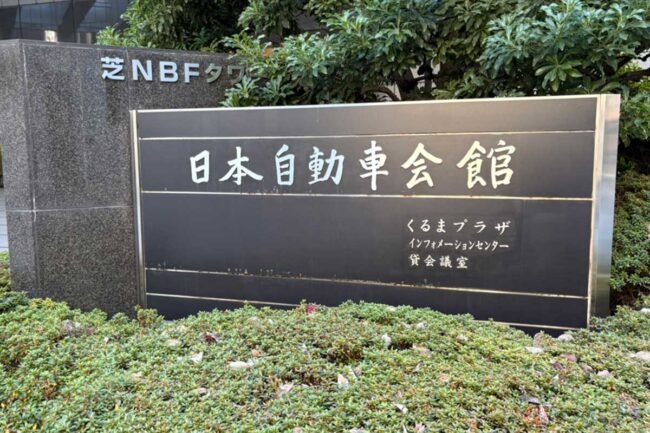 芝NBFタワ
日本自動車会館
くるまプラザ
インフォメーションセンター
貸会議室